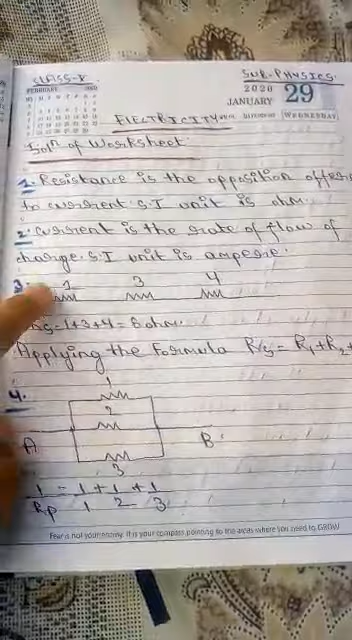 CLASS-X
SUB-PHYSICS
FEBRUARY
2020
JANUARY 29
ELECTRICITY
WEDNESDAY
Sol^n of Worksheet
1. Resistance is the opposition offer
to current. S.I unit is ohm.
2. Current is the rate of flow of
charge. S.I unit is ampere.
3. 3 4
=1+3+4=8 ohm.
Applying the formula R/s = R1+R2+
4. 1
2
A B
3
1/Rp = 1/1 + 1/2 + 1/3
Fear is not your enemy. It is your compass pointing to the areas where you need to GROW